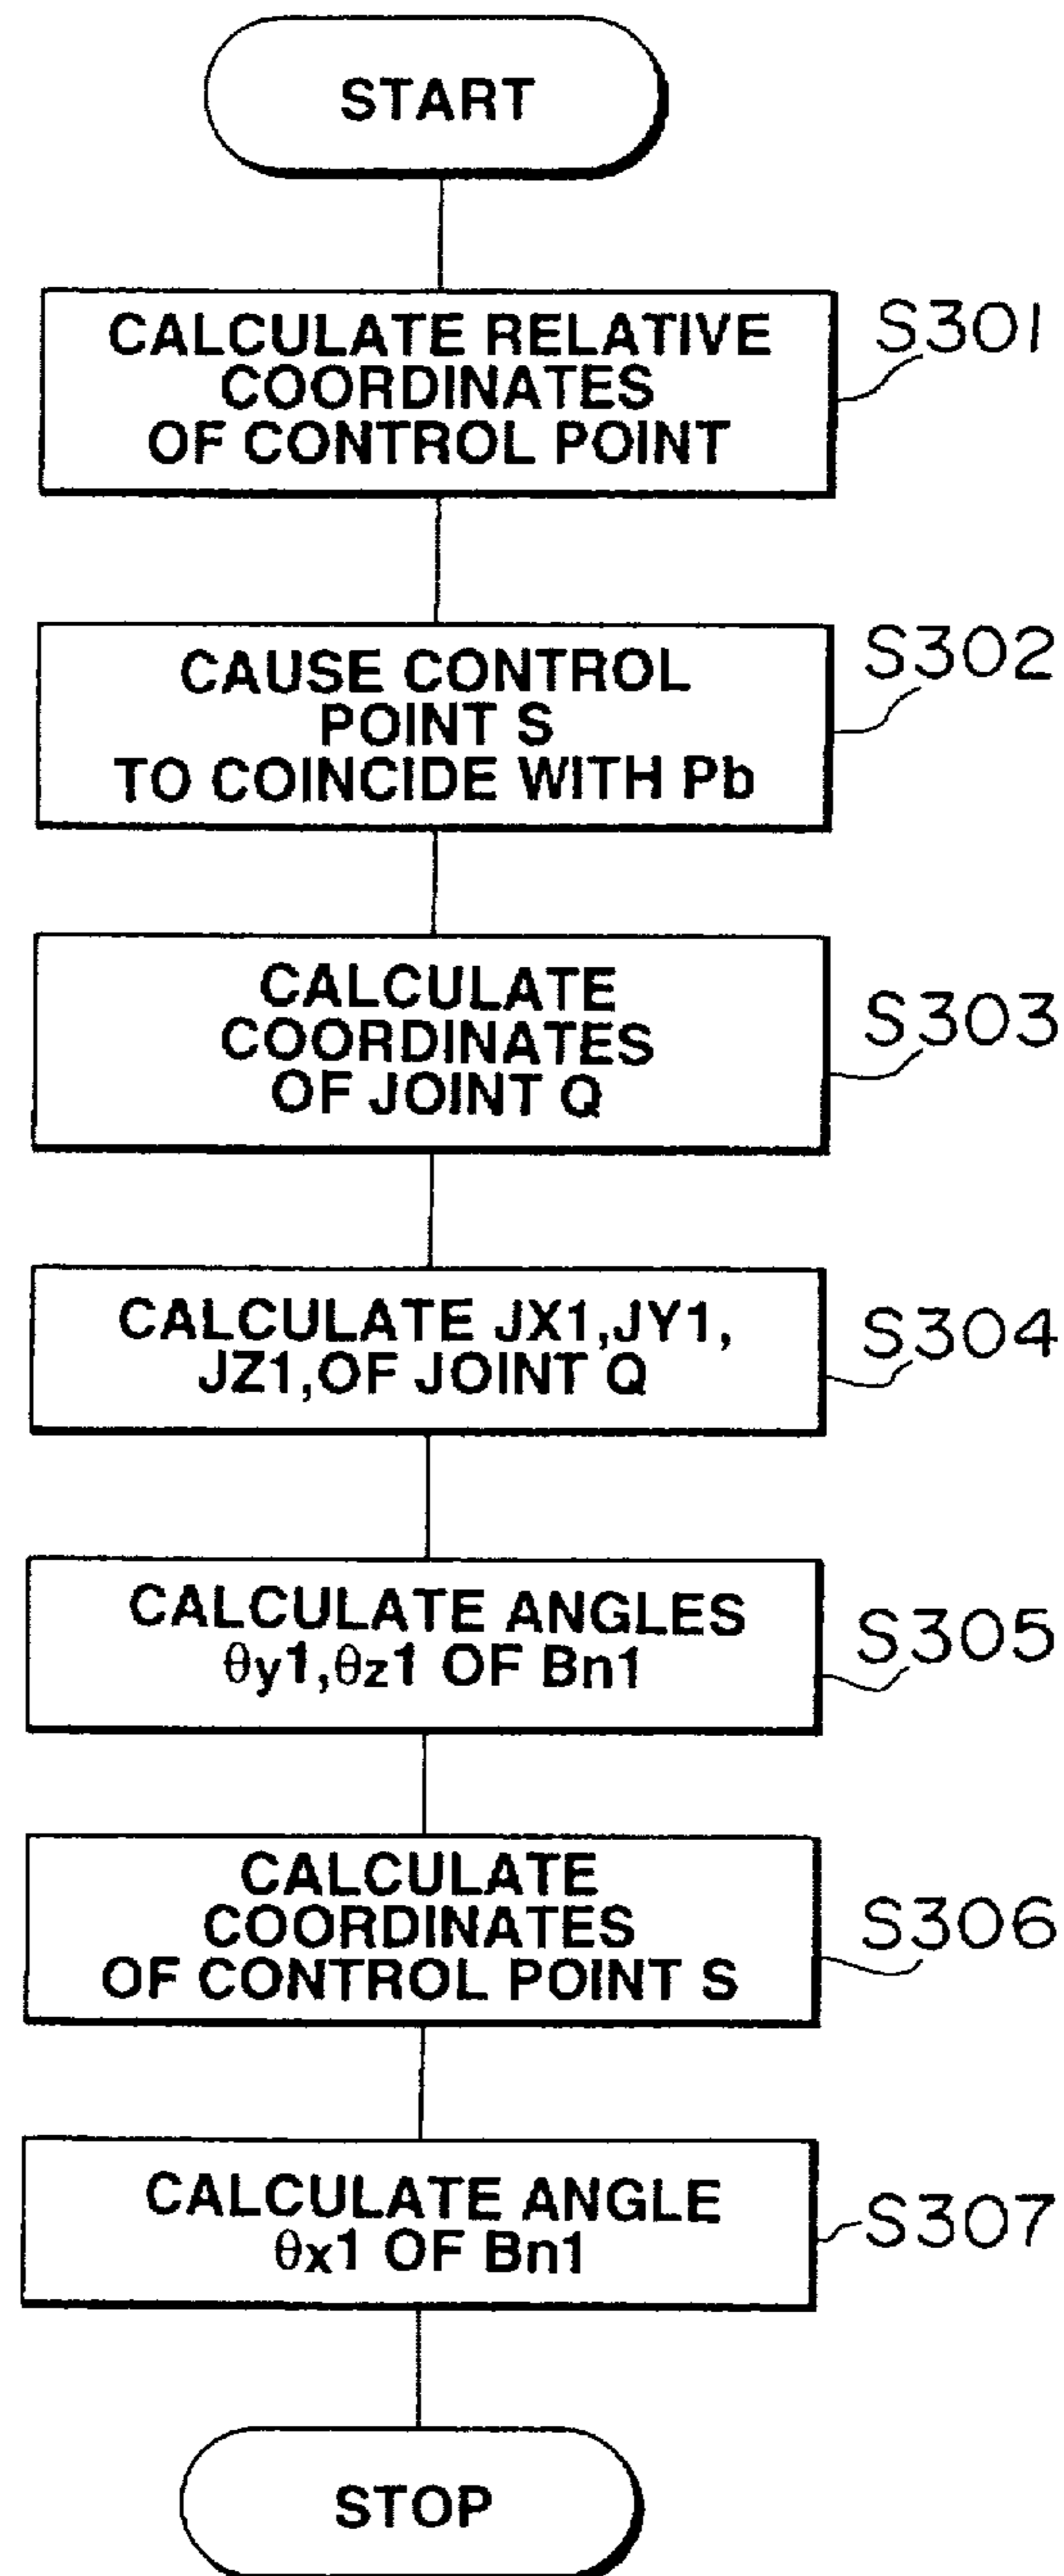 START
CALCULATE RELATIVE
COORDINATES
OF CONTROL POINT
S301
CAUSE CONTROL
POINT S
TO COINCIDE WITH Pb
S302
CALCULATE
COORDINATES
OF JOINT Q
S303
CALCULATE JX1,JY1,
JZ1,OF JOINT Q
S304
CALCULATE ANGLES
θy1,θz1 OF Bn1
S305
CALCULATE
COORDINATES
OF CONTROL POINT S
S306
CALCULATE ANGLE
θx1 OF Bn1
S307
STOP